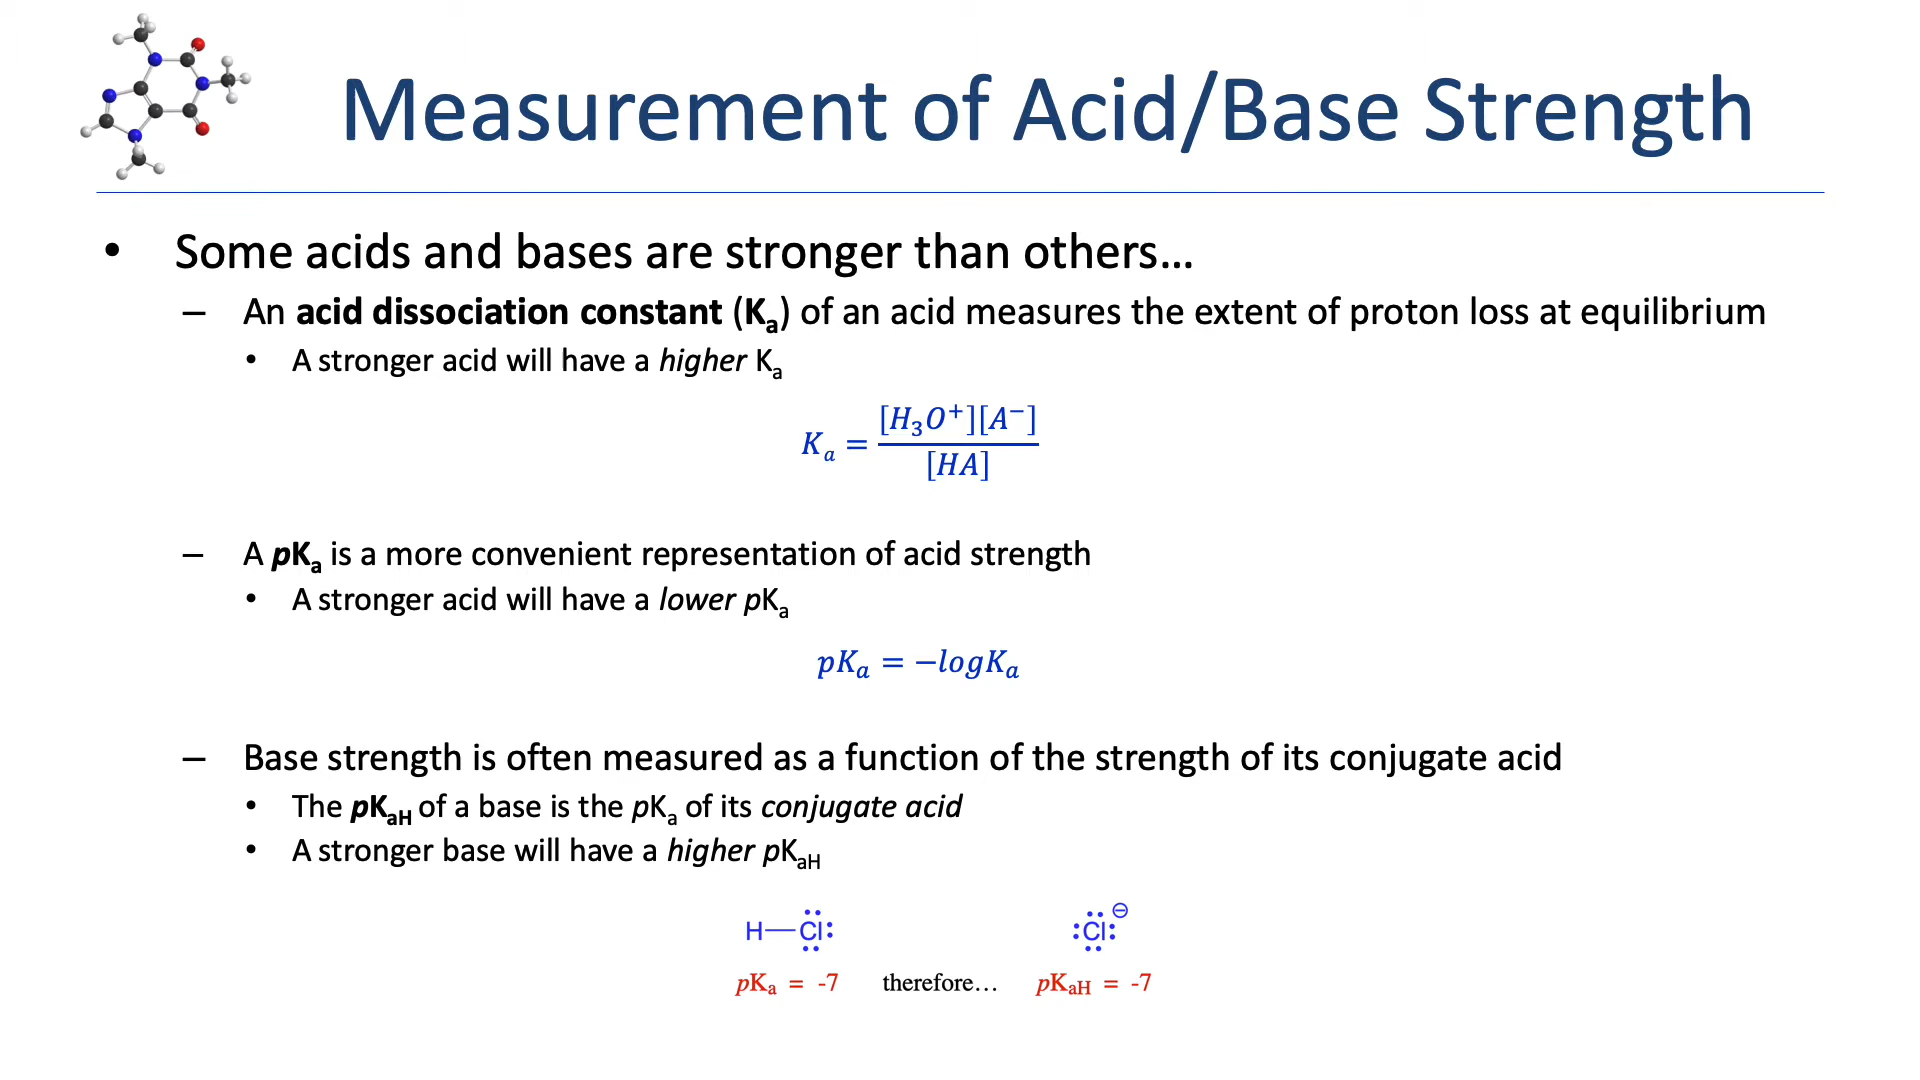 Measurement of Acid/Base Strength
• Some acids and bases are stronger than others...
– An acid dissociation constant (Kₐ) of an acid measures the extent of proton loss at equilibrium
• A stronger acid will have a higher Kₐ
Kₐ = [H₃O⁺][A⁻] / [HA]
– A pKₐ is a more convenient representation of acid strength
• A stronger acid will have a lower pKₐ
pKₐ = −logKₐ
– Base strength is often measured as a function of the strength of its conjugate acid
• The pKaH of a base is the pKₐ of its conjugate acid
• A stronger base will have a higher pKaH
H—Cl: :Cl: ⊖
pKₐ = -7 therefore... pKaH = -7